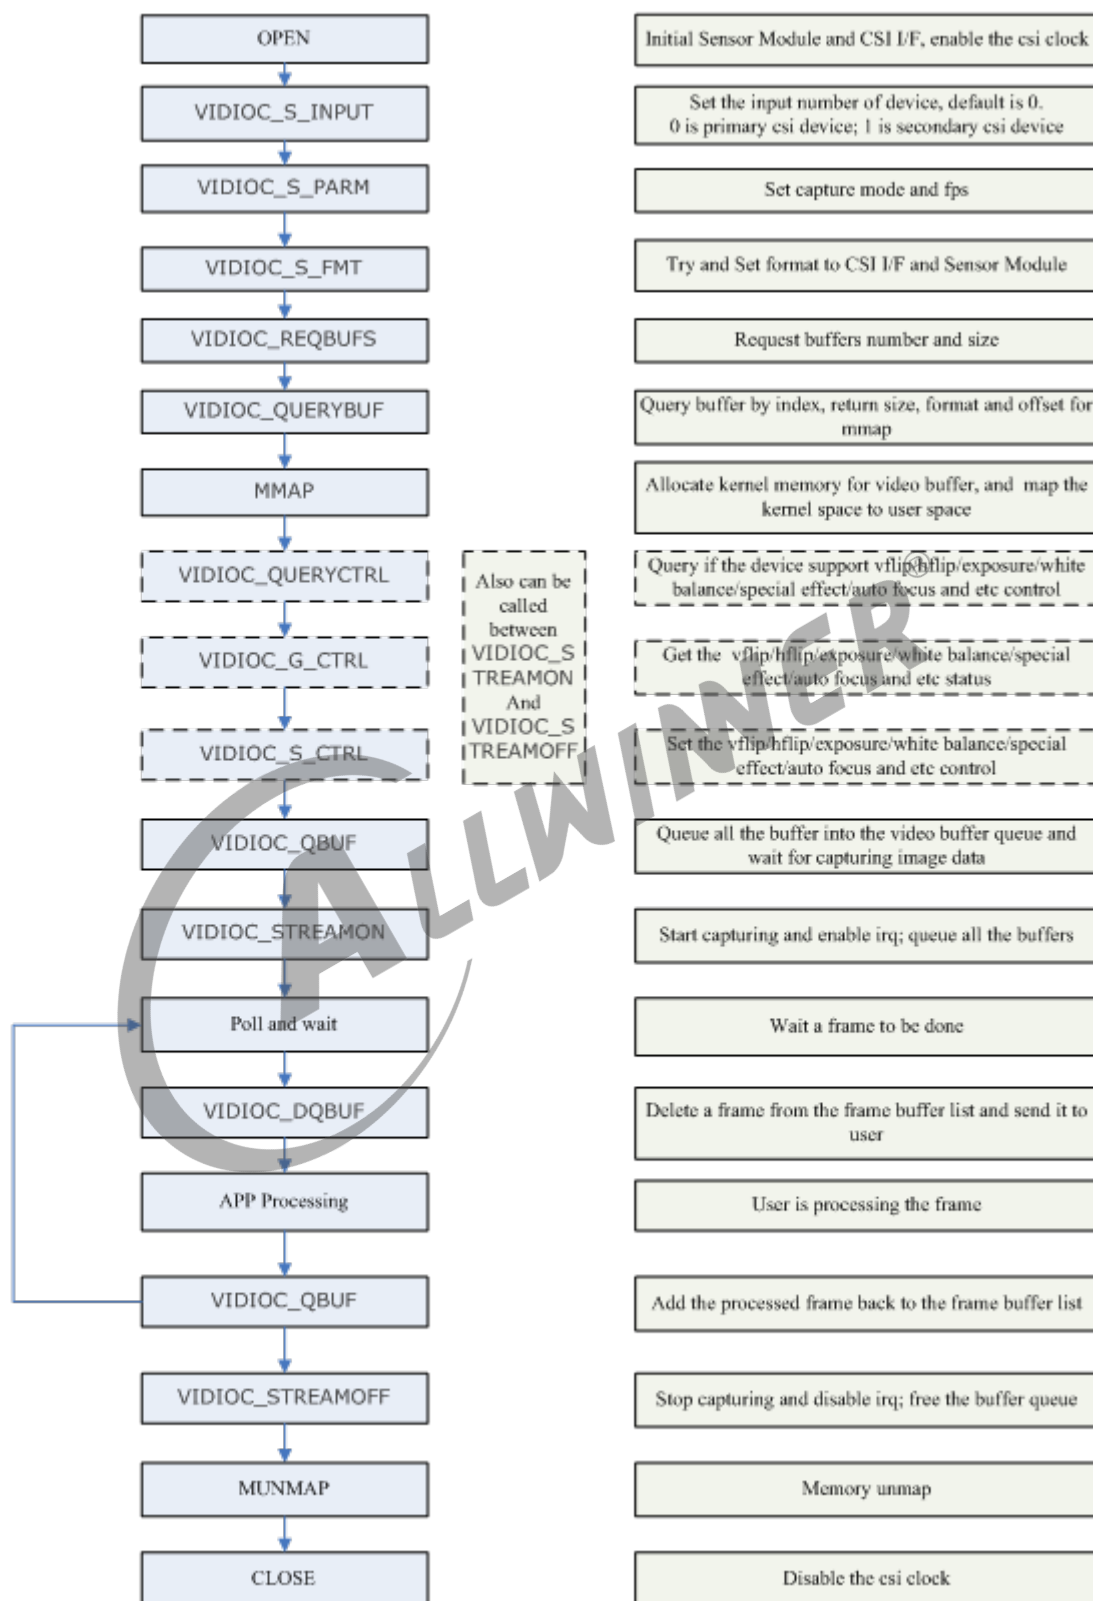 OPEN
Initial Sensor Module and CSI I/F, enable the csi clock
VIDIOC_S_INPUT
Set the input number of device, default is 0.
0 is primary csi device; 1 is secondary csi device
VIDIOC_S_PARM
Set capture mode and fps
VIDIOC_S_FMT
Try and Set format to CSI I/F and Sensor Module
VIDIOC_REQBUFS
Request buffers number and size
VIDIOC_QUERYBUF
Query buffer by index, return size, format and offset for
mmap
MMAP
Allocate kernel memory for video buffer, and map the
kernel space to user space
VIDIOC_QUERYCTRL
VIDIOC_G_CTRL
VIDIOC_S_CTRL
Also can be
called
between
VIDIOC_S
TREAMON
And
VIDIOC_S
TREAMOFF
Query if the device support vflip/hflip/exposure/white
balance/special effect/auto focus and etc control
Get the vflip/hflip/exposure/white balance/special
effect/auto focus and etc status
Set the vflip/hflip/exposure/white balance/special
effect/auto focus and etc control
VIDIOC_QBUF
Queue all the buffer into the video buffer queue and
wait for capturing image data
VIDIOC_STREAMON
Start capturing and enable irq; queue all the buffers
Poll and wait
Wait a frame to be done
VIDIOC_DQBUF
Delete a frame from the frame buffer list and send it to
user
APP Processing
User is processing the frame
VIDIOC_QBUF
Add the processed frame back to the frame buffer list
VIDIOC_STREAMOFF
Stop capturing and disable irq; free the buffer queue
MUNMAP
Memory unmap
CLOSE
Disable the csi clock
ALLWINNER®